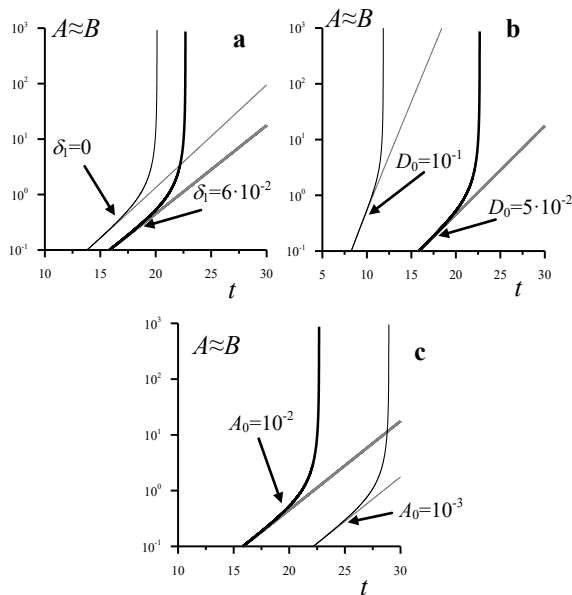 A≈B
a
10³
10²
10¹
10⁰
10⁻¹
δ₁=0
δ₁=6·10⁻²
10 15 20 25 30
t
A≈B
b
10³
10²
10¹
10⁰
10⁻¹
D₀=10⁻¹
D₀=5·10⁻²
5 10 15 20 25 30
t
A≈B
c
10³
10²
10¹
10⁰
10⁻¹
A₀=10⁻²
A₀=10⁻³
10 15 20 25 30
t